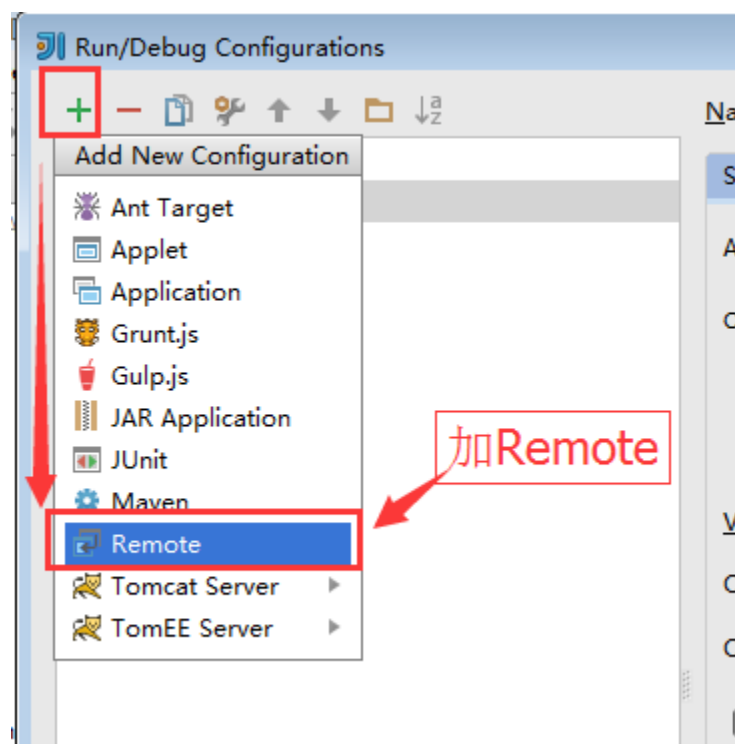 Run/Debug Configurations
Add New Configuration
Ant Target
Applet
Application
Grunt.js
Gulp.js
JAR Application
JUnit
Maven
Remote
Tomcat Server
TomEE Server
加Remote